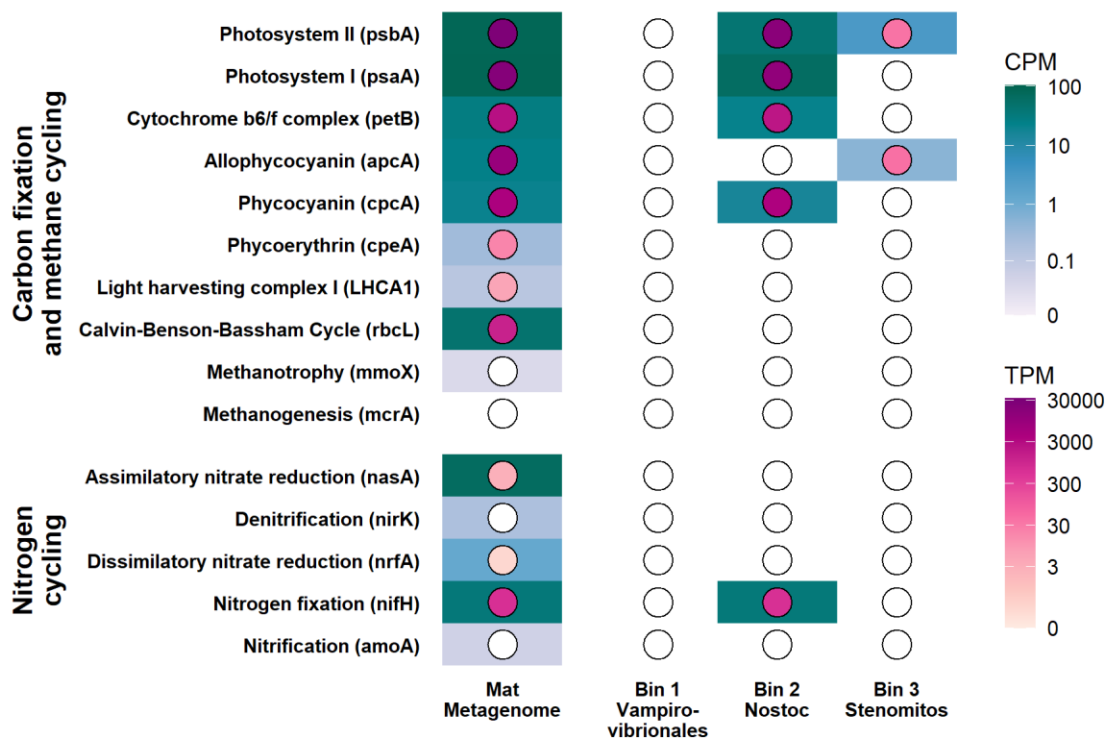 Carbon fixation
and methane cycling
Photosystem II (psbA)
Photosystem I (psaA)
Cytochrome b6/f complex (petB)
Allophycocyanin (apcA)
Phycocyanin (cpcA)
Phycoerythrin (cpeA)
Light harvesting complex I (LHCA1)
Calvin-Benson-Bassham Cycle (rbcL)
Methanotrophy (mmoX)
Methanogenesis (mcrA)
Nitrogen
cycling
Assimilatory nitrate reduction (nasA)
Denitrification (nirK)
Dissimilatory nitrate reduction (nrfA)
Nitrogen fixation (nifH)
Nitrification (amoA)
Mat
Metagenome
Bin 1
Vampiro-
vibrionales
Bin 2
Nostoc
Bin 3
Stenomitos
CPM
100
10
1
0.1
0
TPM
30000
3000
300
30
3
0